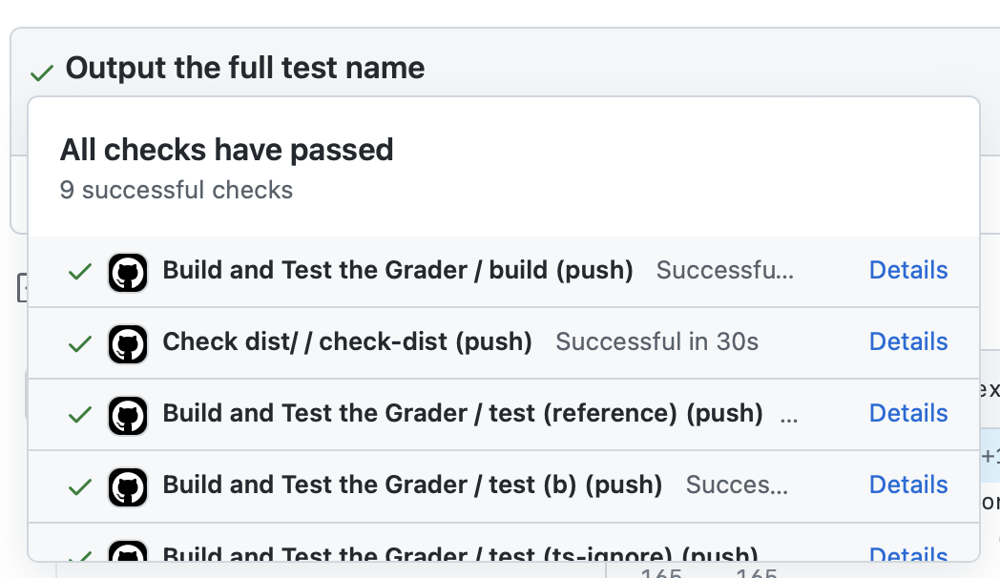 Output the full test name
All checks have passed
9 successful checks
Build and Test the Grader / build (push) Successfu... Details
Check dist/ / check-dist (push) Successful in 30s Details
Build and Test the Grader / test (reference) (push) ... Details
Build and Test the Grader / test (b) (push) Succes... Details
Build and Test the Grader / test (ts-ignore) (push) Details
165 165